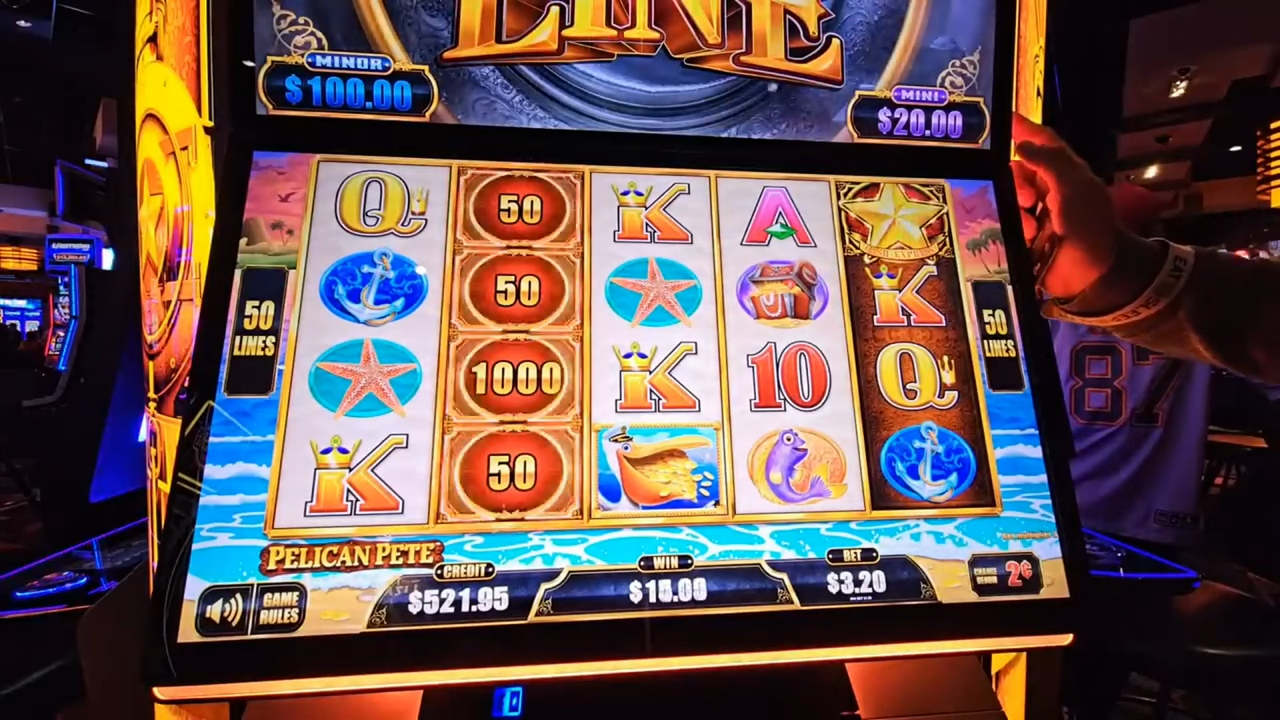 LINE
MINOR
$100.00
MINI
$20.00
Q
50
K
A
50
50
LINES
50
LINES
K
1000
K
10
Q
K
50
PELICAN PETE
CREDIT
$521.95
WIN
$15.00
BET
$3.20
CHANGE
DENOM
2¢
GAME
RULES
87